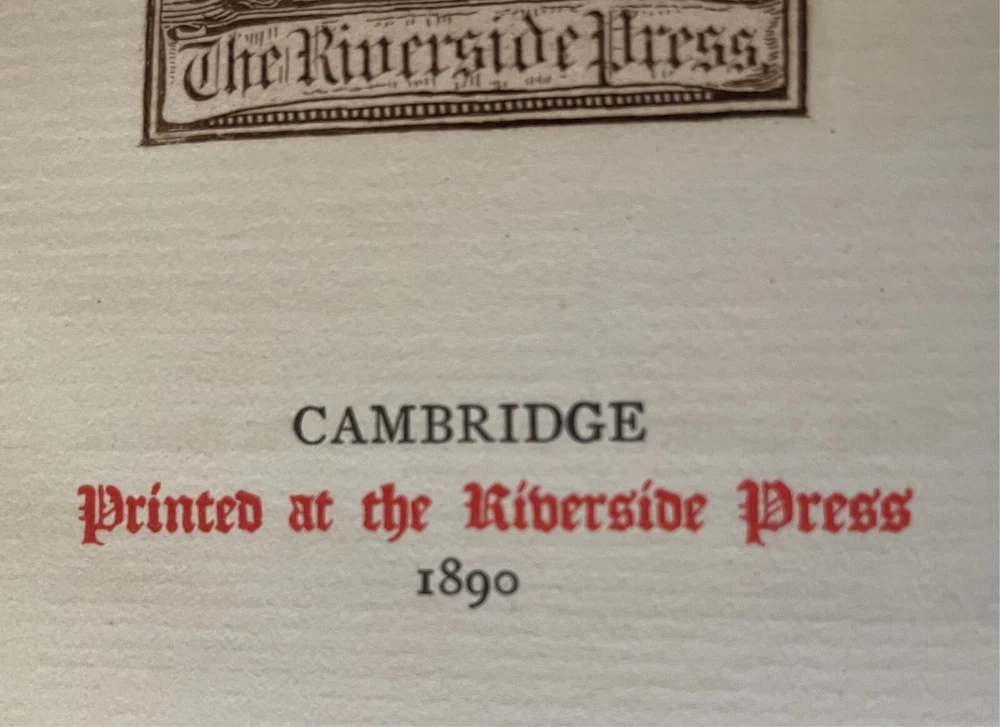 The Riverside Press
CAMBRIDGE
Printed at the Riverside Press
1890